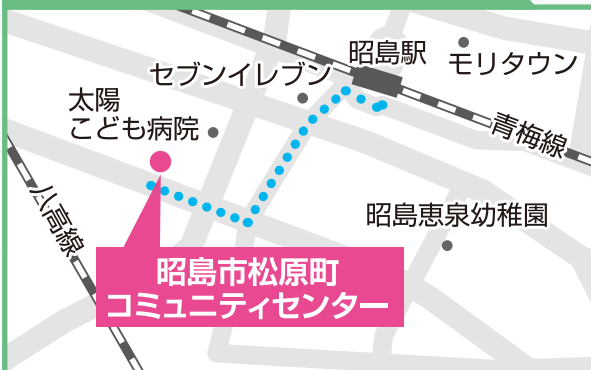 昭島駅
モリタウン
セブンイレブン
太陽
こども病院
青梅線
八高線
昭島恵泉幼稚園
昭島市松原町
コミュニティセンター